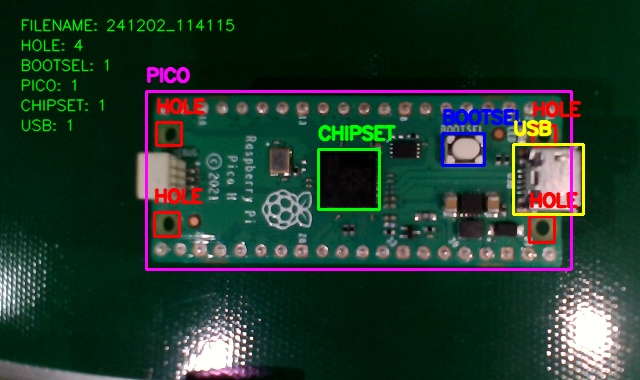 FILENAME: 241202_114115
HOLE: 4
BOOTSEL: 1
PICO: 1
CHIPSET: 1
USB: 1
PICO
HOLE
HOLE
BOOTSEL
USB
CHIPSET
BOOTSEL
HOLE
HOLE
Raspberry Pi
Pico H
© 2021